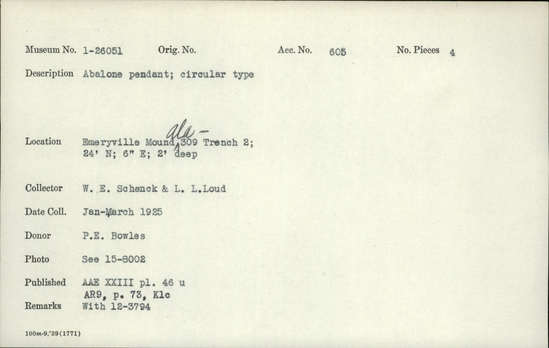 Museum No. 1-26051 Orig. No. Acc. No. 605 No. Pieces 4
Description Abalone pendant; circular type
Location Emeryville Mound, Ala-309 Trench 2;
24' N; 6" E; 2' deep
Collector W. E. Schenck & L. L.Loud
Date Coll. Jan-March 1925
Donor P.E. Bowles
Photo See 15-8002
Published AAE XXIII pl. 46 u
AR9, p. 73, K1c
Remarks With 12-3794
100m-9,'39(1771)